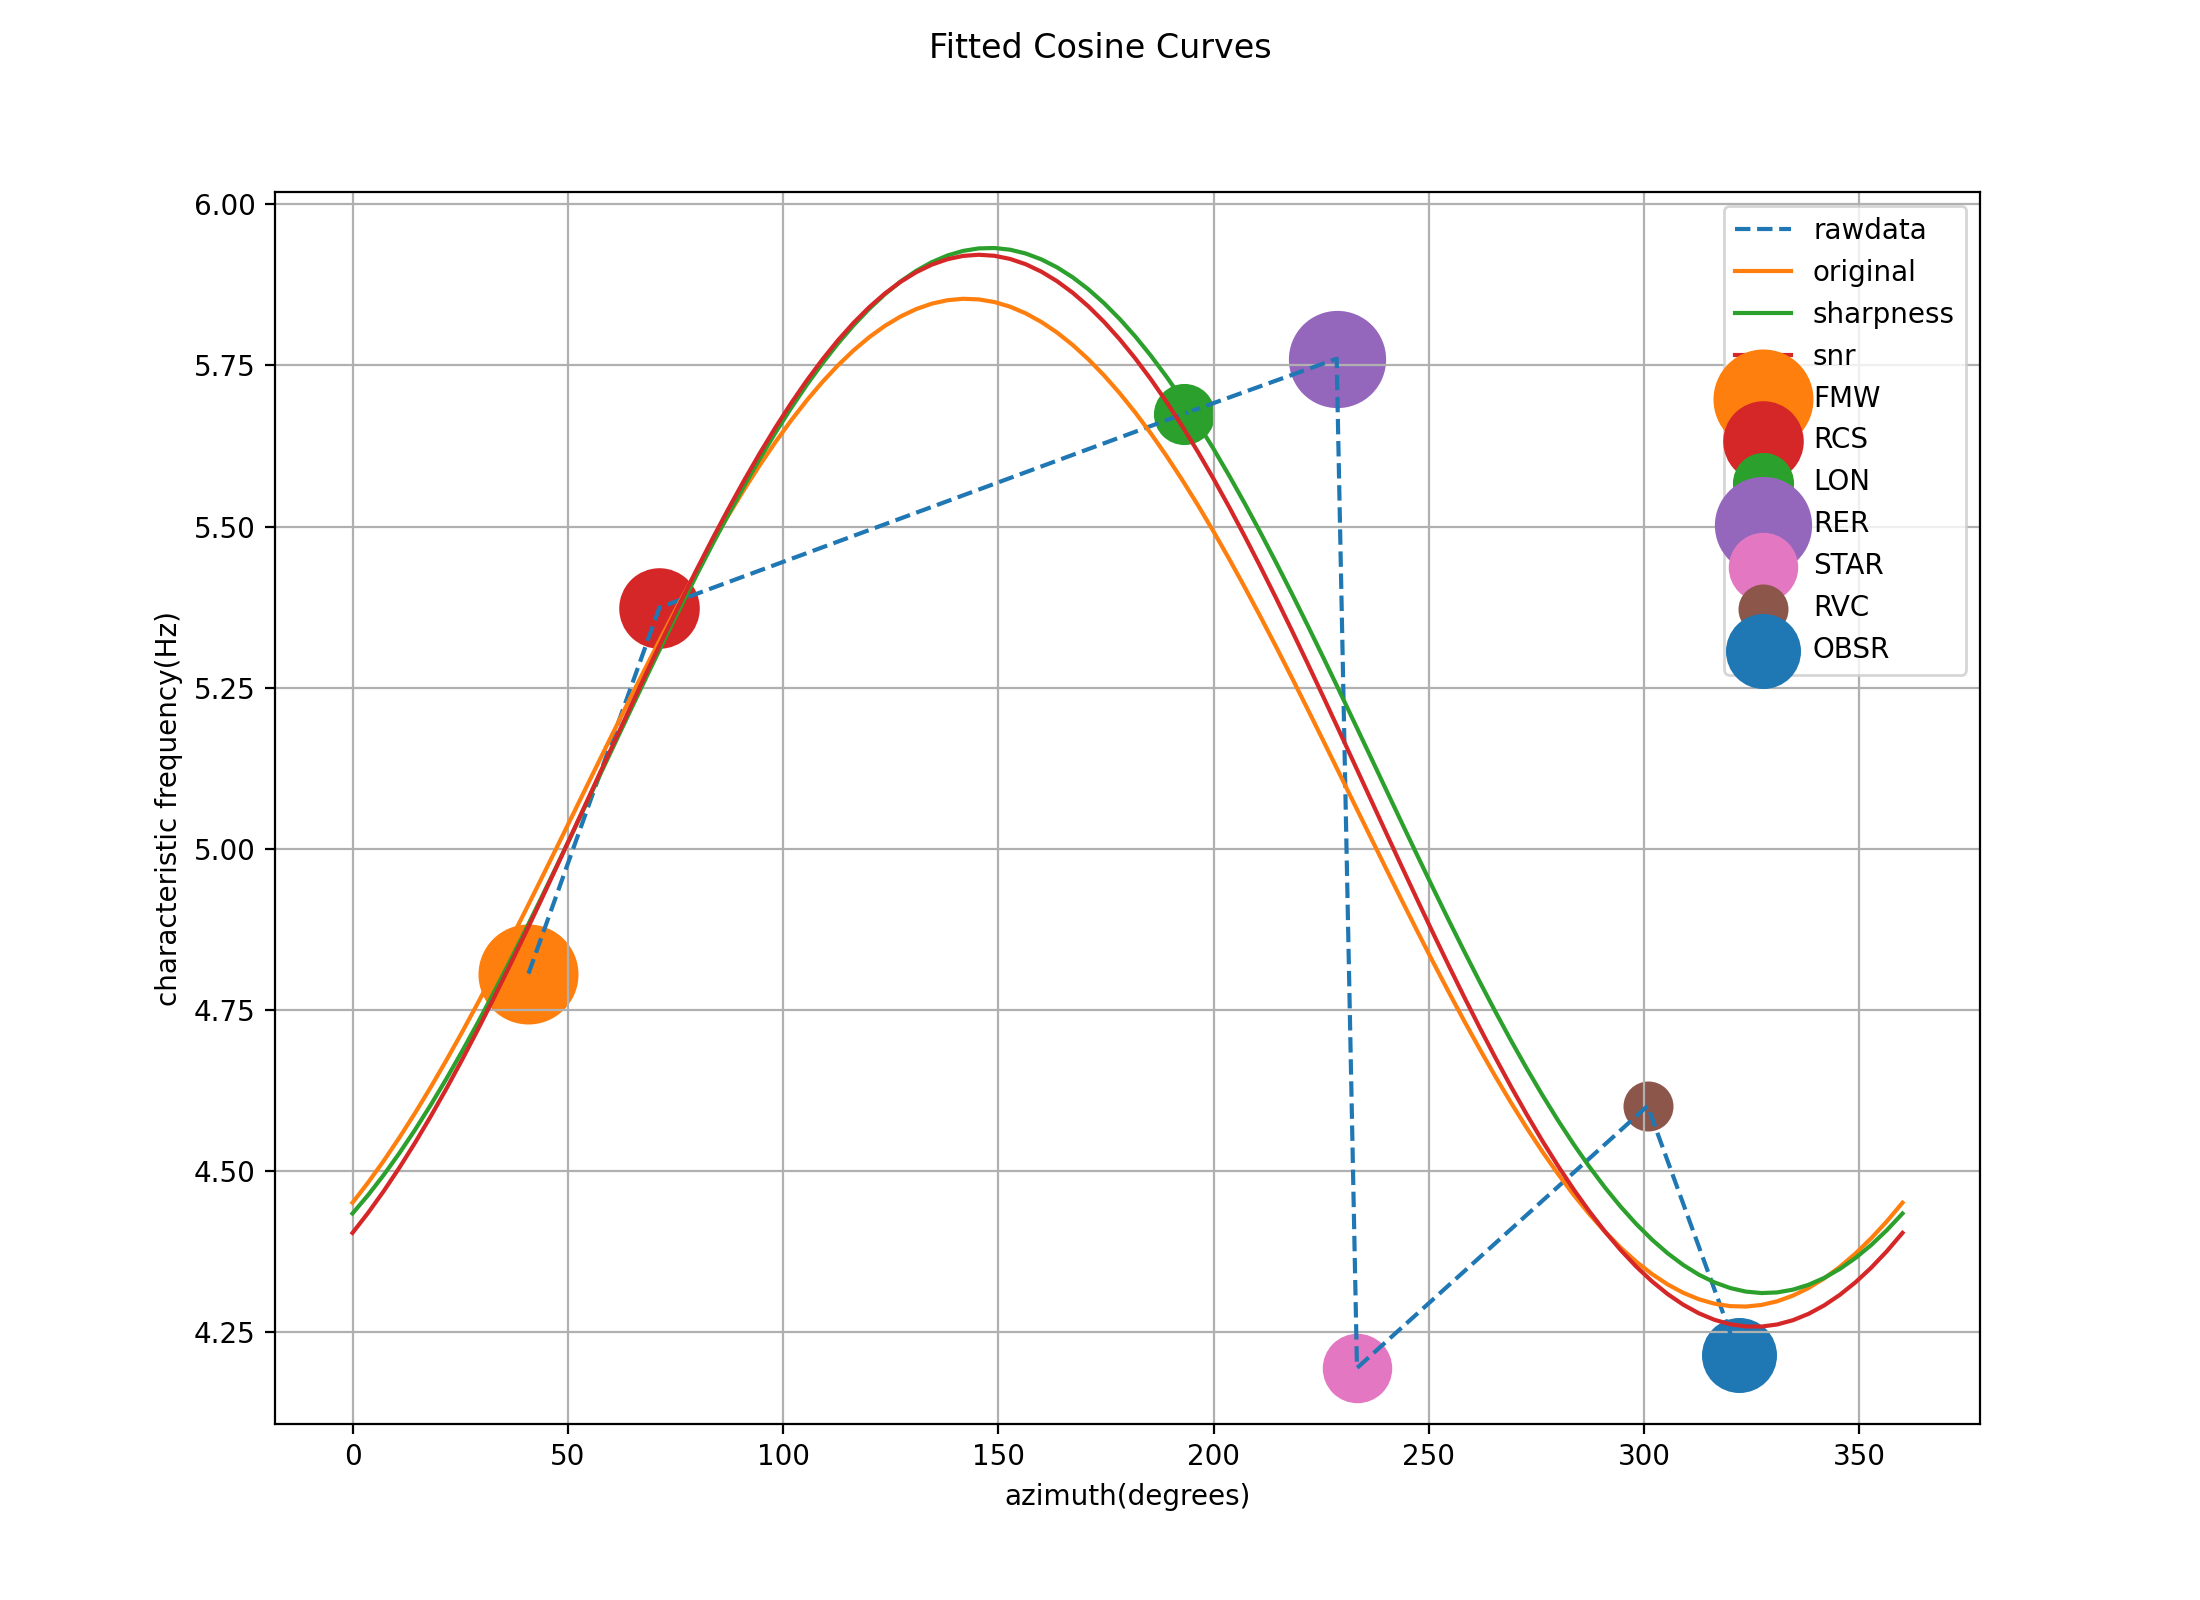 Fitted Cosine Curves
6.00
5.75
5.50
5.25
5.00
4.75
4.50
4.25
characteristic frequency(Hz)
rawdata
original
sharpness
snr
FMW
RCS
LON
RER
STAR
RVC
OBSR
0 50 100 150 200 250 300 350
azimuth(degrees)